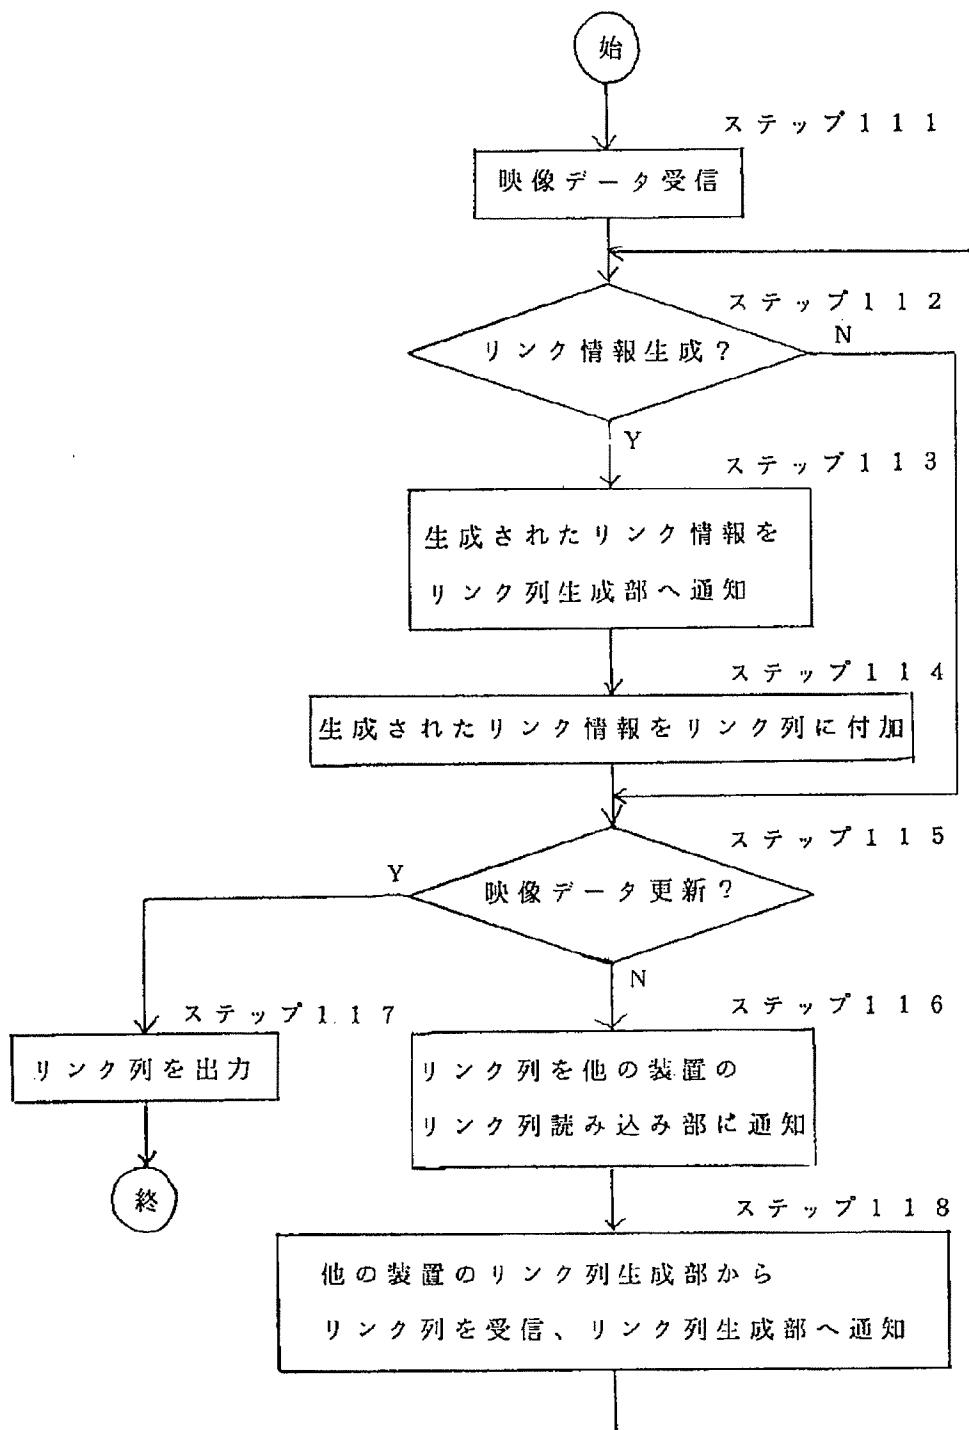 始
ステップ111
映像データ受信
ステップ112
リンク情報生成?
N
Y
ステップ113
生成されたリンク情報を
リンク列生成部へ通知
ステップ114
生成されたリンク情報をリンク列に付加
ステップ115
映像データ更新?
Y
N
ステップ117
リンク列を出力
終
ステップ116
リンク列を他の装置の
リンク列読み込み部に通知
ステップ118
他の装置のリンク列生成部から
リンク列を受信、リンク列生成部へ通知